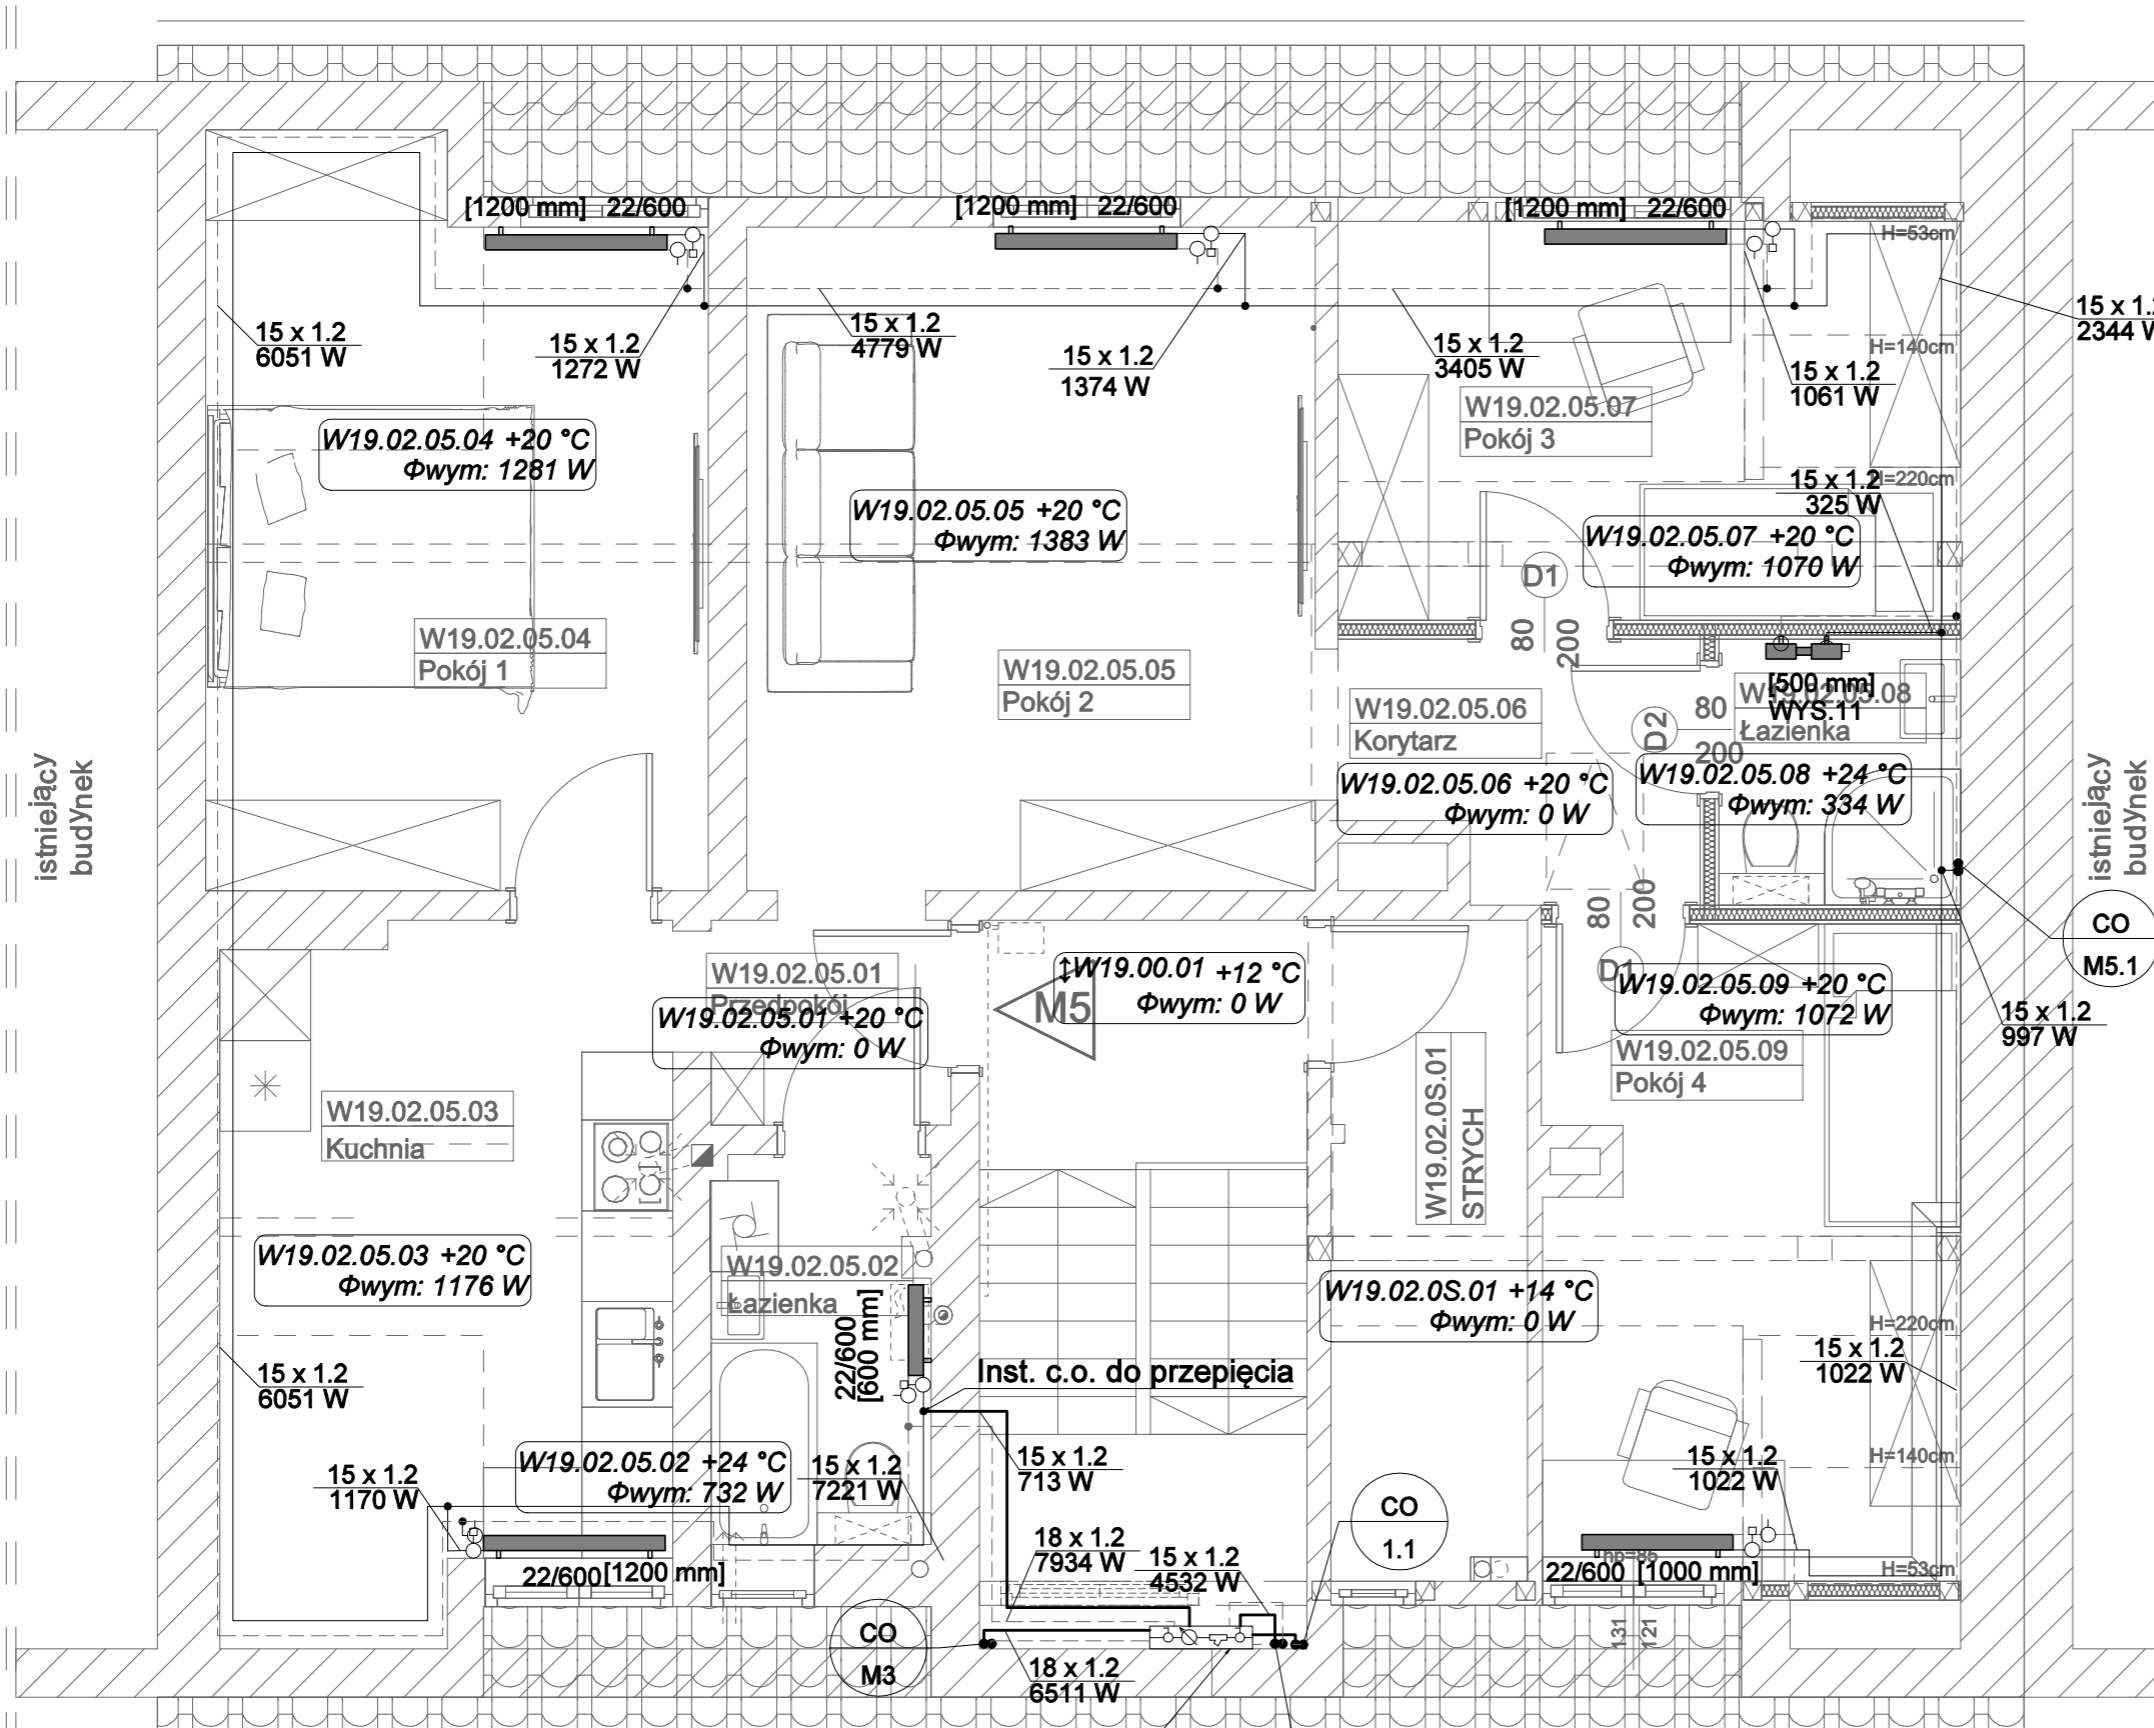 [1200 mm] 22/600
[1200 mm] 22/600
[1200 mm] 22/600
H=53cm
15 x 1.2
6051 W
15 x 1.2
1272 W
15 x 1.2
4779 W
15 x 1.2
1374 W
15 x 1.2
3405 W
H=140cm
15 x 1.2
1061 W
2344 W
W19.02.05.07
Pokój 3
W19.02.05.04 +20 °C
Φwym: 1281 W
W19.02.05.05 +20 °C
Φwym: 1383 W
H=220cm
15 x 1.2
325 W
W19.02.05.07 +20 °C
Φwym: 1070 W
D1
80
200
W19.02.05.04
Pokój 1
W19.02.05.05
Pokój 2
W19.02.05.06
Korytarz
D2
80
200
[500 mm]
WYS.11
W19.02.05.08
Łazienka
W19.02.05.06 +20 °C
Φwym: 0 W
W19.02.05.08 +24 °C
Φwym: 334 W
istniejący
budynek
istniejący
budynek
80
200
D1
CO
M5.1
15 x 1.2
997 W
W19.02.05.01
Przedpokój
W19.02.05.01 +20 °C
Φwym: 0 W
W19.00.01 +12 °C
Φwym: 0 W
M5
W19.02.05.09 +20 °C
Φwym: 1072 W
W19.02.05.09
Pokój 4
W19.02.0S.01
STRYCH
W19.02.05.03
Kuchnia
W19.02.05.03 +20 °C
Φwym: 1176 W
W19.02.05.02
Łazienka
22/600
[600 mm]
W19.02.0S.01 +14 °C
Φwym: 0 W
H=220cm
15 x 1.2
1022 W
Inst. c.o. do przepięcia
15 x 1.2
6051 W
15 x 1.2
1170 W
W19.02.05.02 +24 °C
Φwym: 732 W
15 x 1.2
7221 W
15 x 1.2
713 W
15 x 1.2
1022 W
H=140cm
CO
1.1
18 x 1.2
7934 W
15 x 1.2
4532 W
22/600 [1200 mm]
hp=86
22/600 [1000 mm]
H=53cm
131
121
CO
M3
18 x 1.2
6511 W